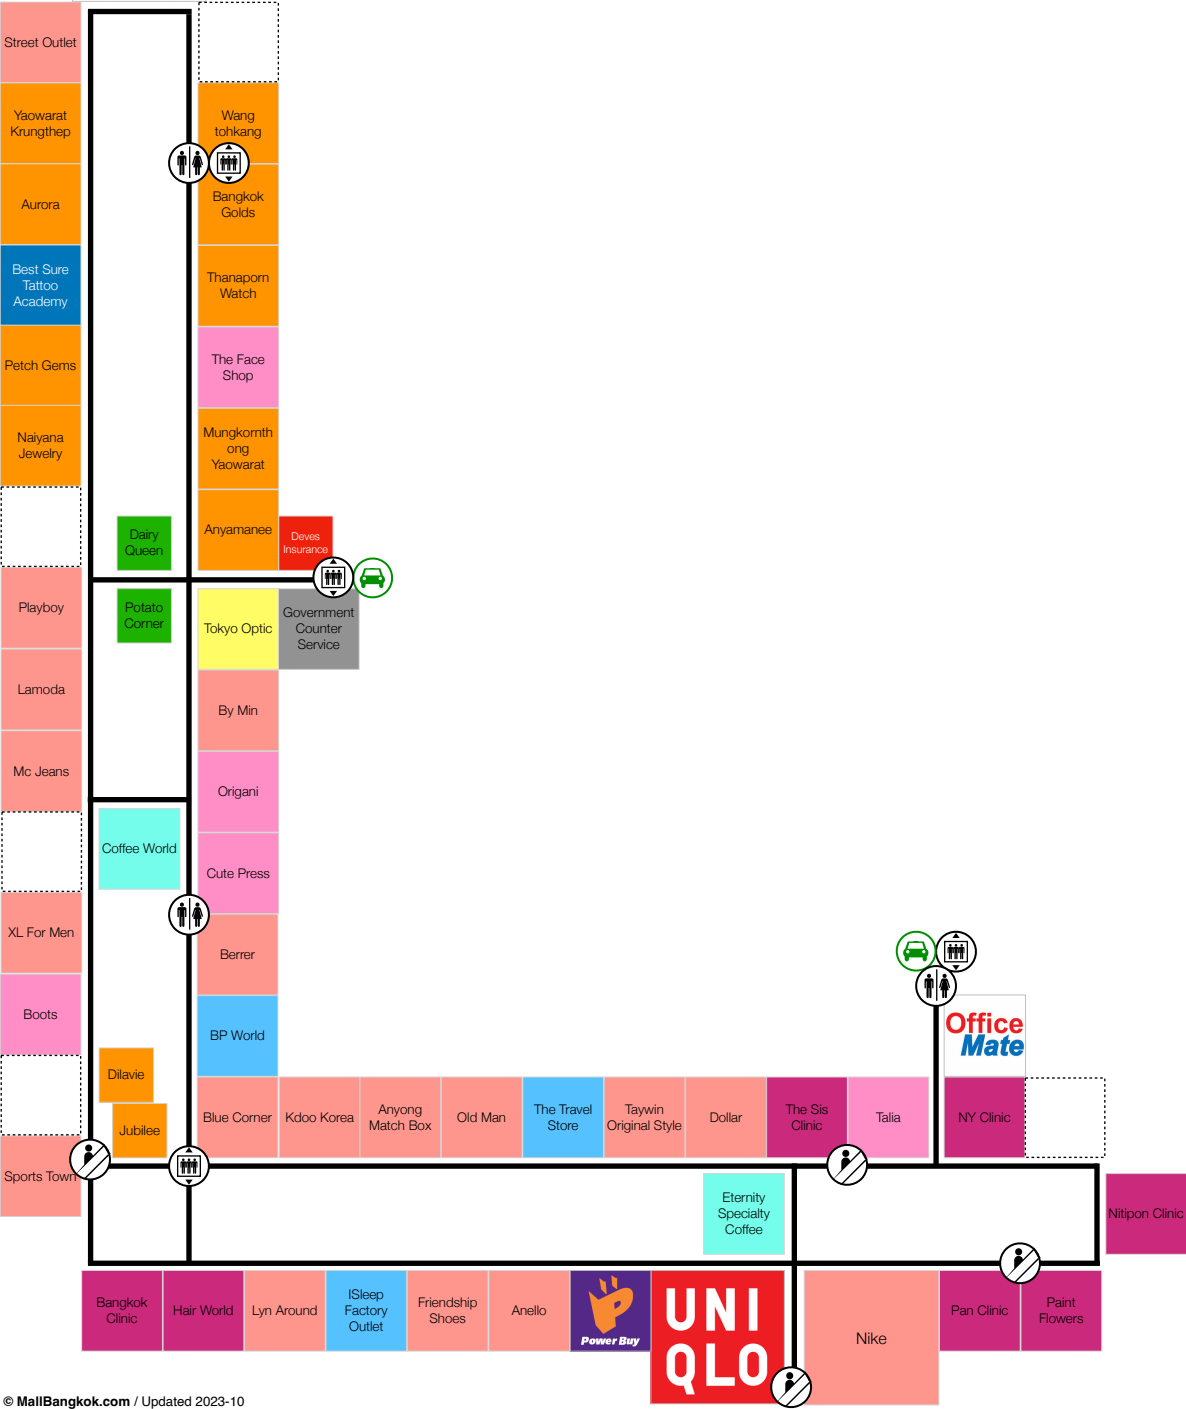 Street Outlet
Yaowarat
Krungthep
Wang
tohkang
Aurora
Bangkok
Golds
Best Sure
Tattoo
Academy
Thanaporn
Watch
Petch Gems
The Face
Shop
Naiyana
Jewelry
Mungkornth
ong
Yaowarat
Dairy
Queen
Anyamanee
Deves
Insurance
Playboy
Potato
Corner
Tokyo Optic
Government
Counter
Service
Lamoda
By Min
Mc Jeans
Origani
Coffee World
Cute Press
XL For Men
Berrer
Boots
BP World
Office
Mate
Dilavie
Jubilee
Blue Corner
Kdoo Korea
Anyong
Match Box
Old Man
The Travel
Store
Taywin
Original Style
Dollar
The Sis
Clinic
Talia
NY Clinic
Sports Town
Eternity
Specialty
Coffee
Nitipon Clinic
Bangkok
Clinic
Hair World
Lyn Around
ISleep
Factory
Outlet
Friendship
Shoes
Anello
Power Buy
UNI
QLO
Nike
Pan Clinic
Paint
Flowers
© MallBangkok.com / Updated 2023-10